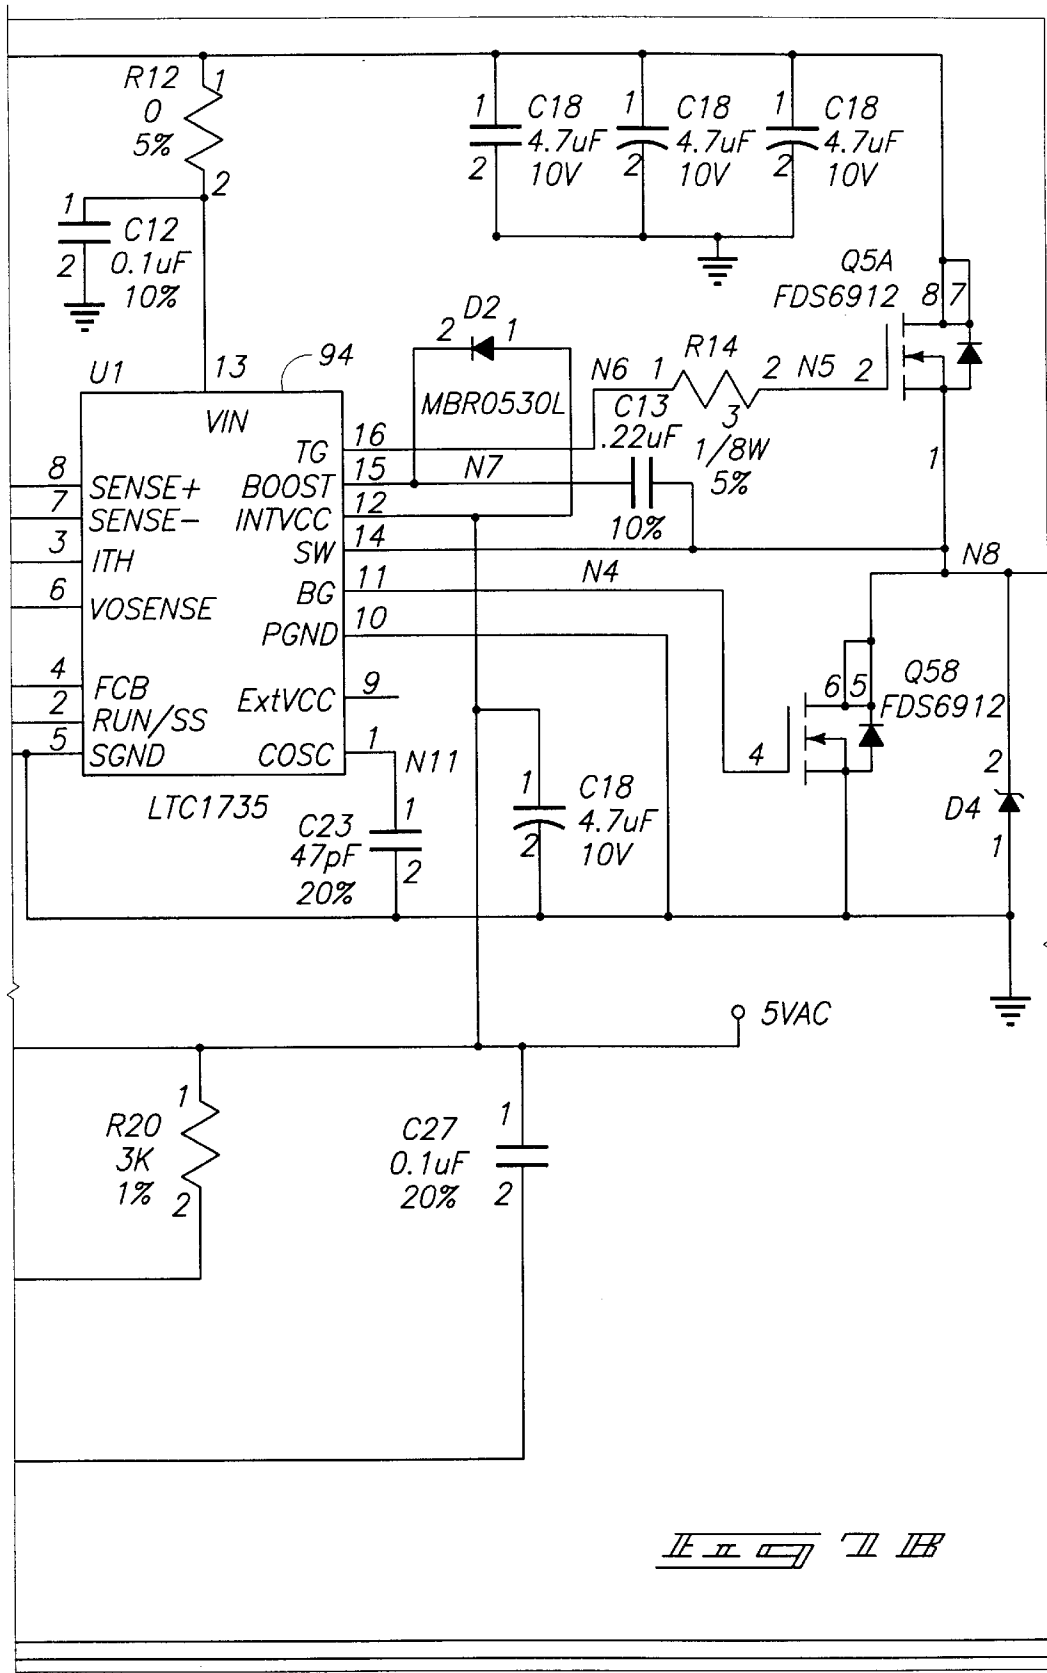 R12
0
5%
1
2
1
2
C12
0.1uF
10%
1
2
C18
4.7uF
10V
1
2
C18
4.7uF
10V
1
2
C18
4.7uF
10V
Q5A
FDS6912
8
7
2
1
D2
2
1
MBR0530L
N6
1
R14
2
N5
3
1/8W
5%
C13
.22uF
10%
U1
13
94
VIN
8
SENSE+
7
SENSE-
3
ITH
6
VOSENSE
4
FCB
2
RUN/SS
5
SGND
TG
16
BOOST
15
N7
INTVCC
12
SW
14
BG
11
N4
PGND
10
ExtVCC
9
COSC
1
N11
LTC1735
N8
Q58
FDS6912
6
5
4
2
D4
1
1
C23
47pF
20%
2
1
C18
4.7uF
10V
2
5VAC
1
R20
3K
1%
2
1
C27
0.1uF
20%
2
Fig 7B